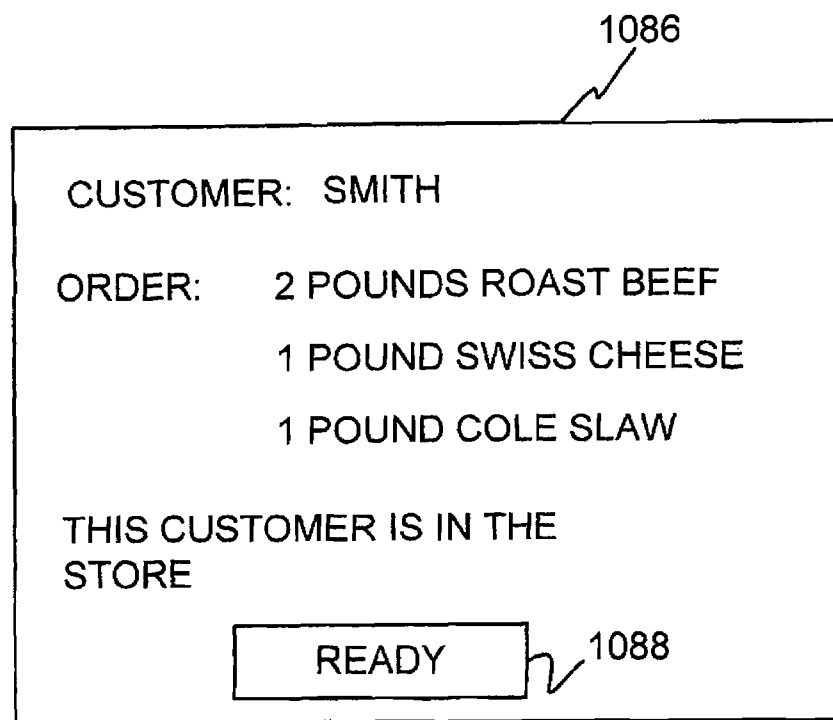 1086
CUSTOMER: SMITH
ORDER: 2 POUNDS ROAST BEEF
1 POUND SWISS CHEESE
1 POUND COLE SLAW
THIS CUSTOMER IS IN THE
STORE
READY 1088